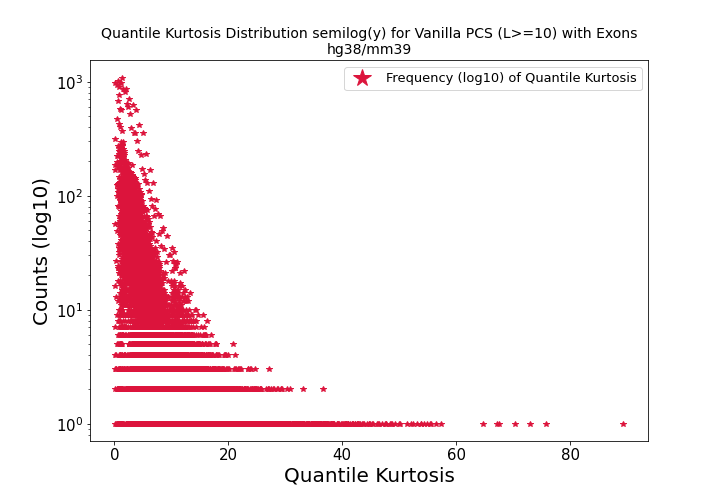 Quantile Kurtosis Distribution semilog(y) for Vanilla PCS (L>=10) with Exons
hg38/mm39
Frequency (log10) of Quantile Kurtosis
Counts (log10)
10³
10²
10¹
10⁰
0 20 40 60 80
Quantile Kurtosis